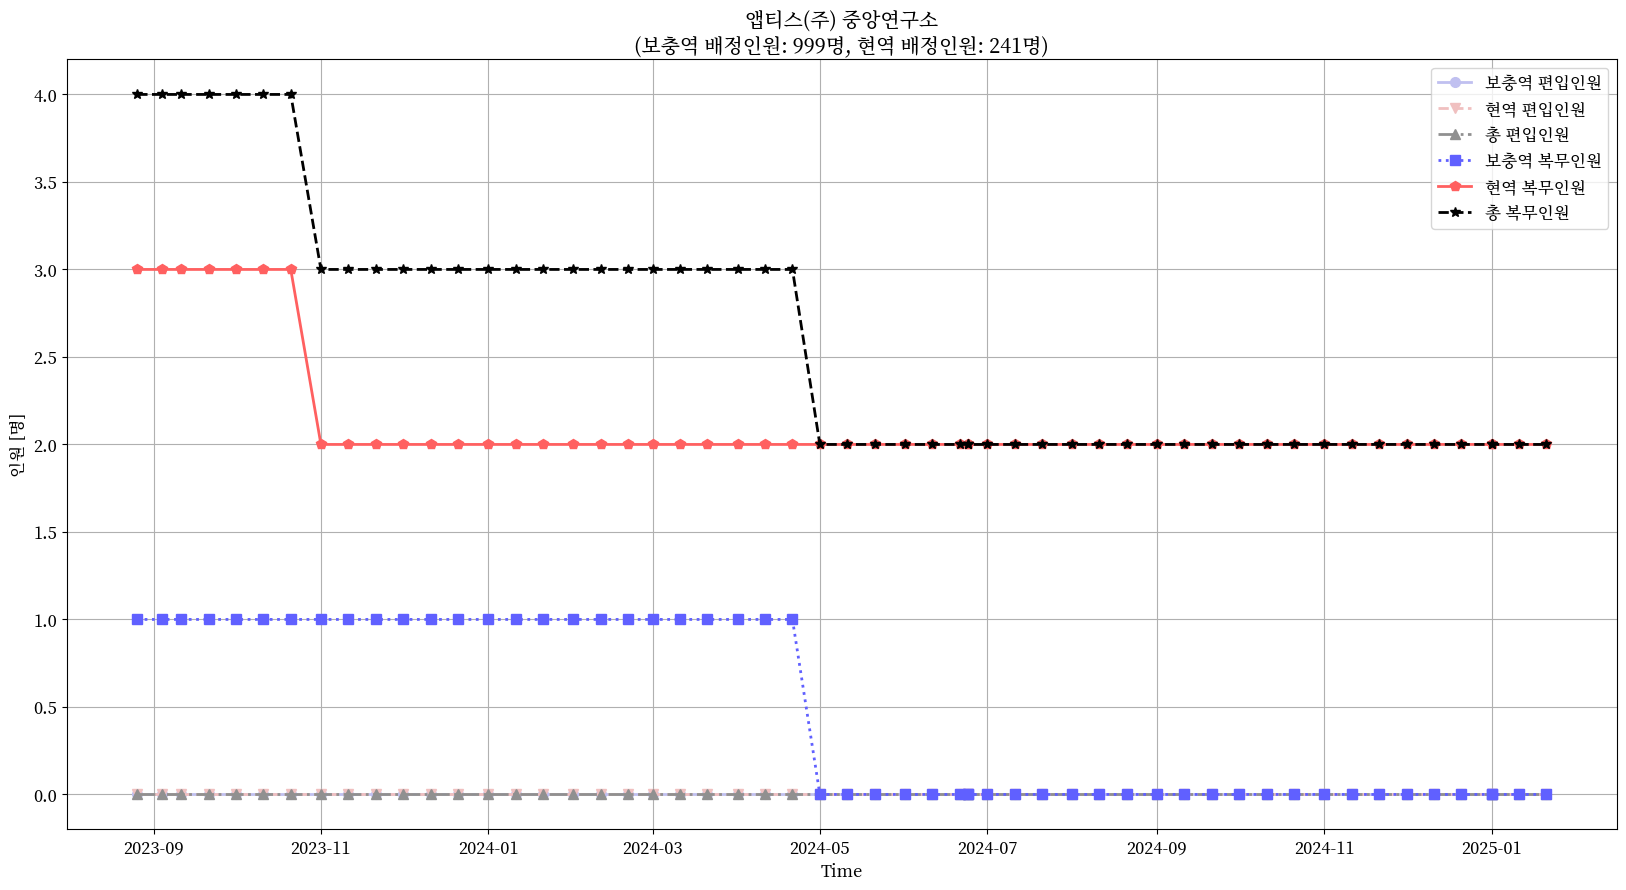 앱티스(주) 중앙연구소
(보충역 배정인원: 999명, 현역 배정인원: 241명)
보충역 편입인원
현역 편입인원
총 편입인원
보충역 복무인원
현역 복무인원
총 복무인원
인원 [명]
4.0
3.5
3.0
2.5
2.0
1.5
1.0
0.5
0.0
2023-09
2023-11
2024-01
2024-03
2024-05
2024-07
2024-09
2024-11
2025-01
Time